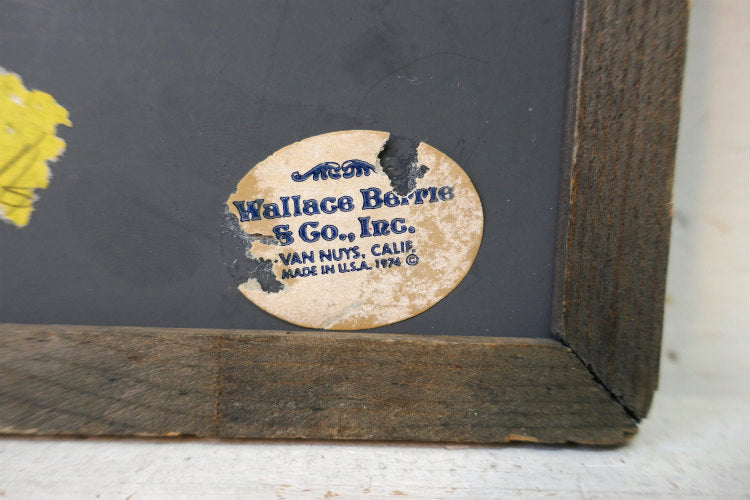 Wallace Berrie
& Co., Inc.
VAN NUYS, CALIF.
MADE IN U.S.A. 1974 ©